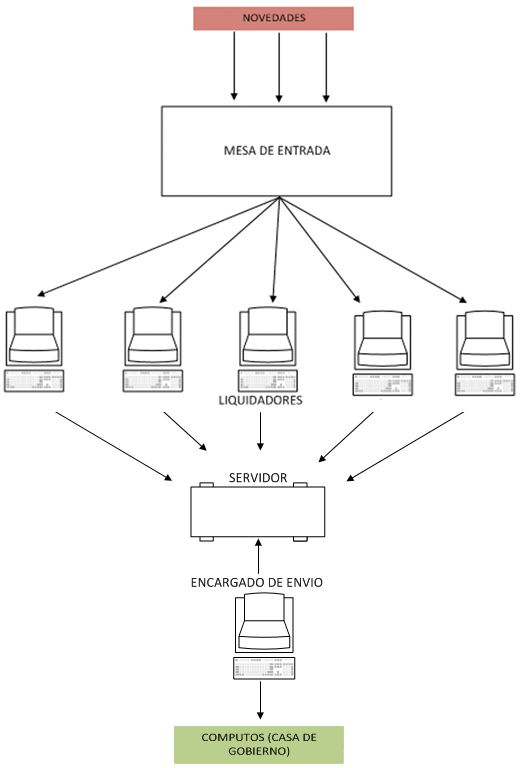 NOVEDADES
MESA DE ENTRADA
LIQUIDADORES
SERVIDOR
ENCARGADO DE ENVIO
COMPUTOS (CASA DE
GOBIERNO)